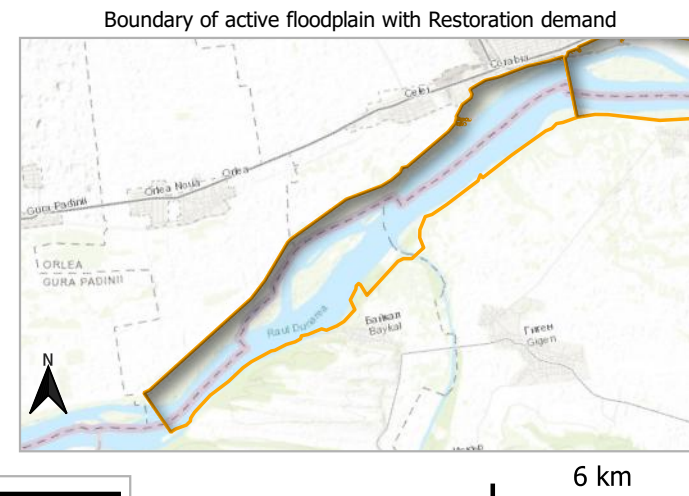 Boundary of active floodplain with Restoration demand
Corabia
Celei
Orlea
Orlea Nouă
Gura Padinii
ORLEA
GURA PADINII
Raul Dunarea
Байкал
Baykal
Гиген
Gigen
N
6 km